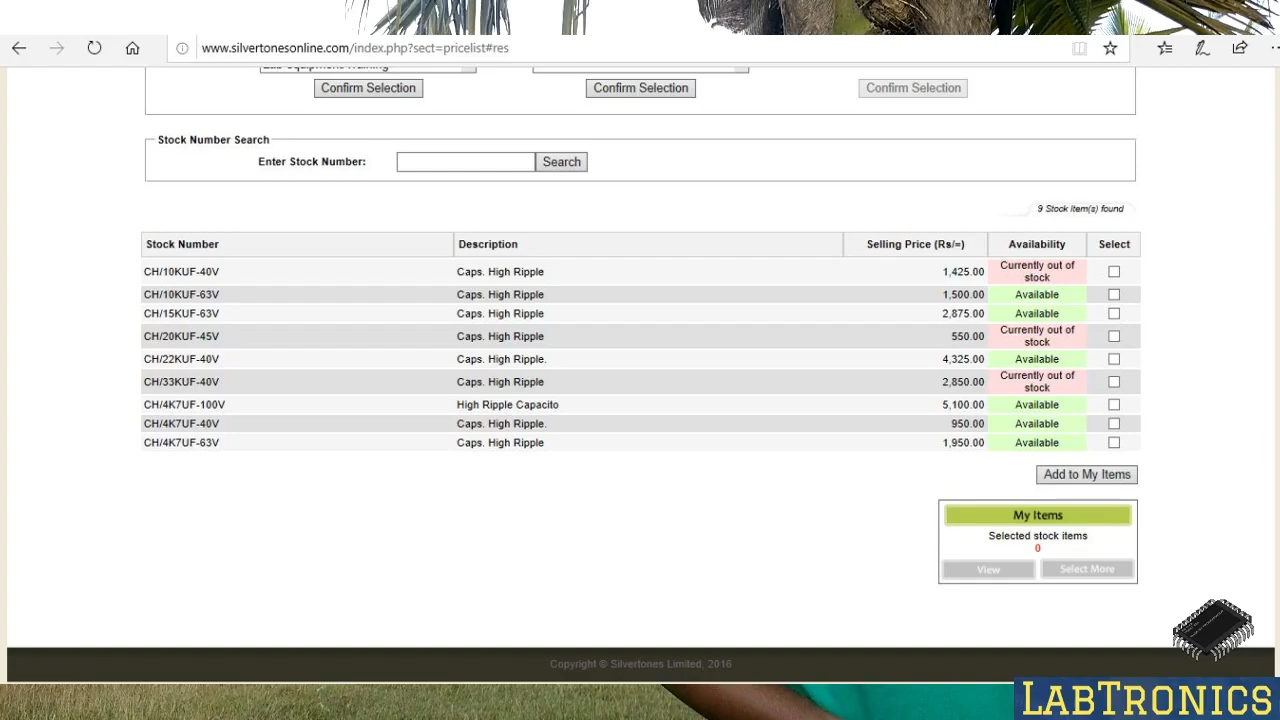 www.silvertonesonline.com/index.php?sect=pricelist#res
Confirm Selection Confirm Selection Confirm Selection
Stock Number Search
Enter Stock Number: Search
9 Stock Item(s) found
Stock Number Description Selling Price (Rs/=) Availability Select
CH/10KUF-40V Caps. High Ripple 1,425.00 Currently out of stock
CH/10KUF-63V Caps. High Ripple 1,500.00 Available
CH/15KUF-63V Caps. High Ripple 2,875.00 Available
CH/20KUF-45V Caps. High Ripple 550.00 Currently out of stock
CH/22KUF-40V Caps. High Ripple. 4,325.00 Available
CH/33KUF-40V Caps. High Ripple 2,850.00 Currently out of stock
CH/4K7UF-100V High Ripple Capacito 5,100.00 Available
CH/4K7UF-40V Caps. High Ripple. 950.00 Available
CH/4K7UF-63V Caps. High Ripple 1,950.00 Available
Add to My Items
My Items
Selected stock items
0
View Select More
Copyright © Silvertones Limited, 2016
LABTRONICS